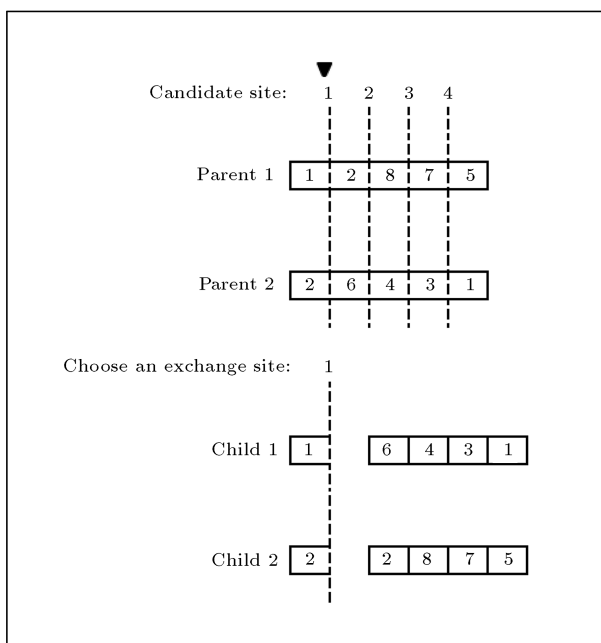 Candidate site: 1 2 3 4
Parent 1 1 2 8 7 5
Parent 2 2 6 4 3 1
Choose an exchange site: 1
Child 1 1 6 4 3 1
Child 2 2 2 8 7 5